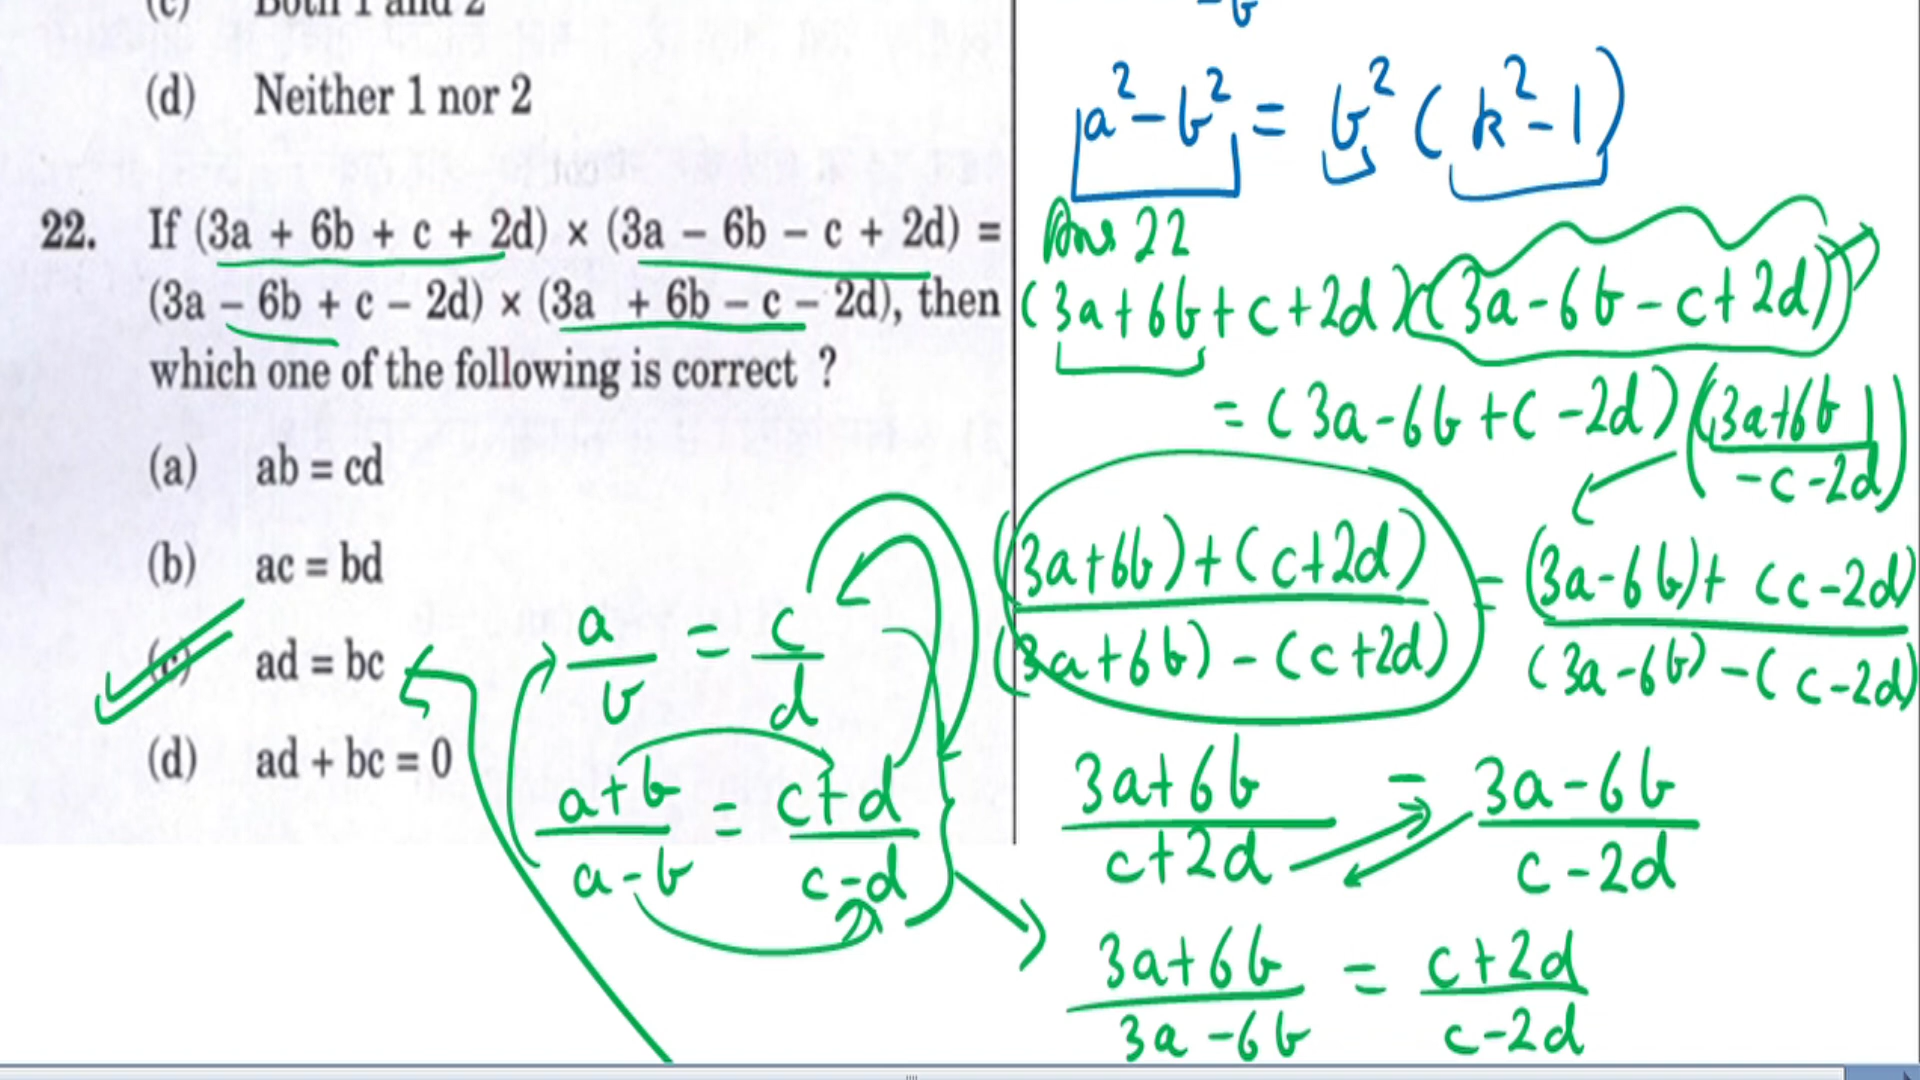 (c) Both 1 and 2
(d) Neither 1 nor 2
22. If (3a + 6b + c + 2d) × (3a – 6b – c + 2d) =
(3a – 6b + c – 2d) × (3a + 6b – c – 2d), then
which one of the following is correct ?
(a) ab = cd
(b) ac = bd
(c) ad = bc
(d) ad + bc = 0
a/b = c/d
a+b/a-b = c+d/c-d
-b
a²-b² = b²(k²-1)
Ans 22
(3a+6b+c+2d)×(3a-6b-c+2d)
= (3a-6b+c-2d)(3a+6b
-c-2d)
(3a+6b)+(c+2d)/(3a+6b)-(c+2d) = (3a-6b)+(c-2d)/(3a-6b)-(c-2d)
3a+6b/c+2d = 3a-6b/c-2d
3a+6b/3a-6b = c+2d/c-2d